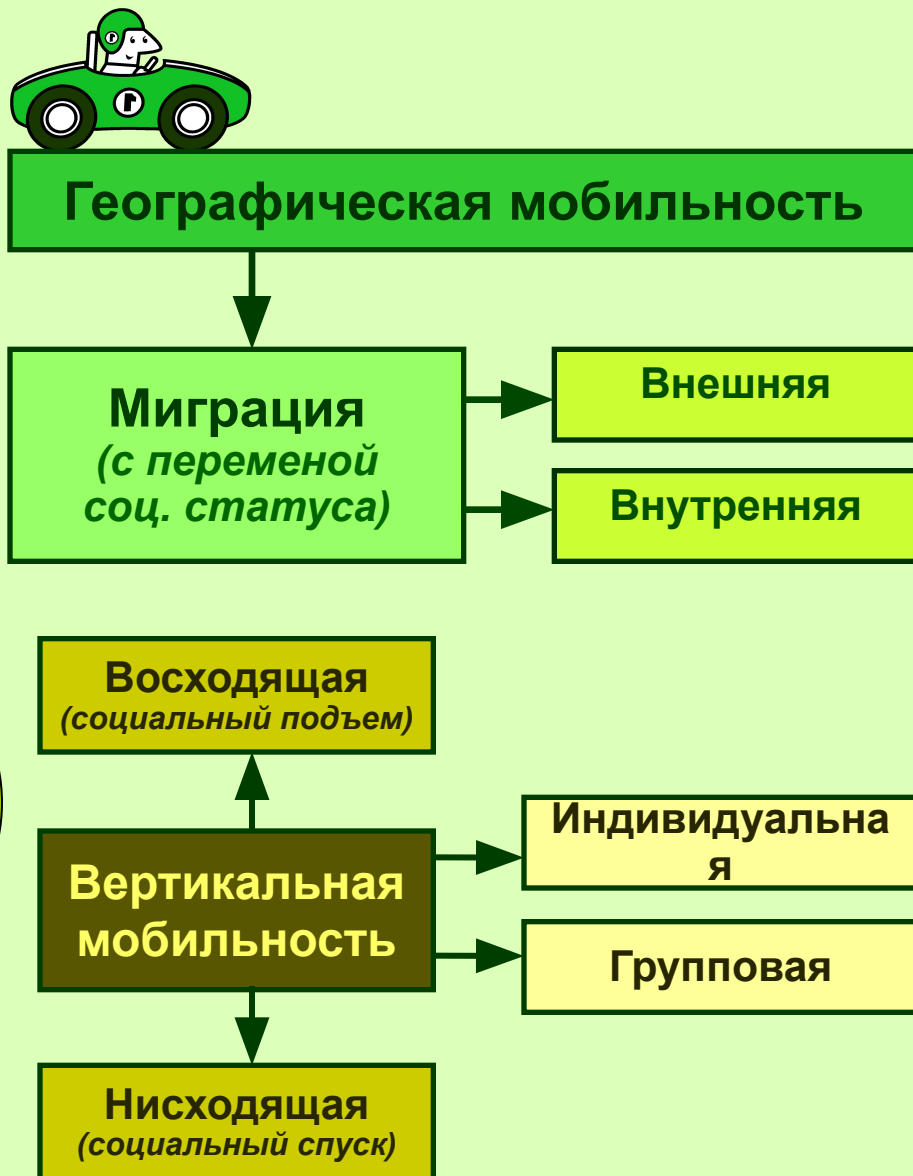 Географическая мобильность
Миграция
(с переменой
соц. статуса)
Внешняя
Внутренняя
Восходящая
(социальный подъем)
Вертикальная
мобильность
Индивидуальна
я
Групповая
Нисходящая
(социальный спуск)